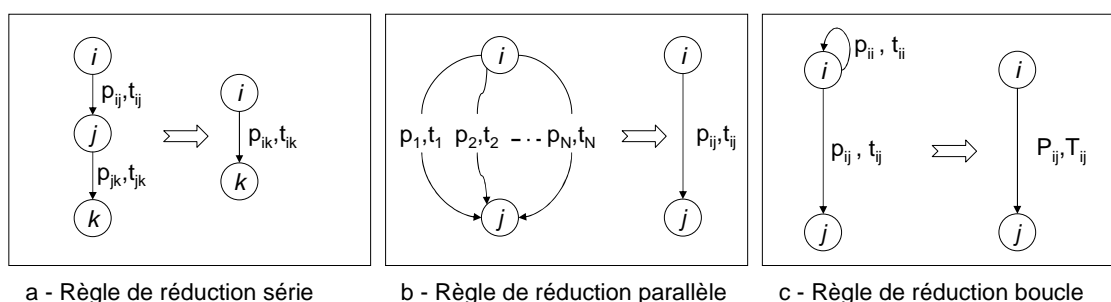 i
p_ij,t_ij
j
p_jk,t_jk
k
i
p_ik,t_ik
k
i
p_1,t_1 p_2,t_2 --·- p_N,t_N
j
i
p_ij,t_ij
j
i
p_ii , t_ii
p_ij , t_ij
j
i
P_ij,T_ij
j
a - Règle de réduction série
b - Règle de réduction parallèle
c - Règle de réduction boucle